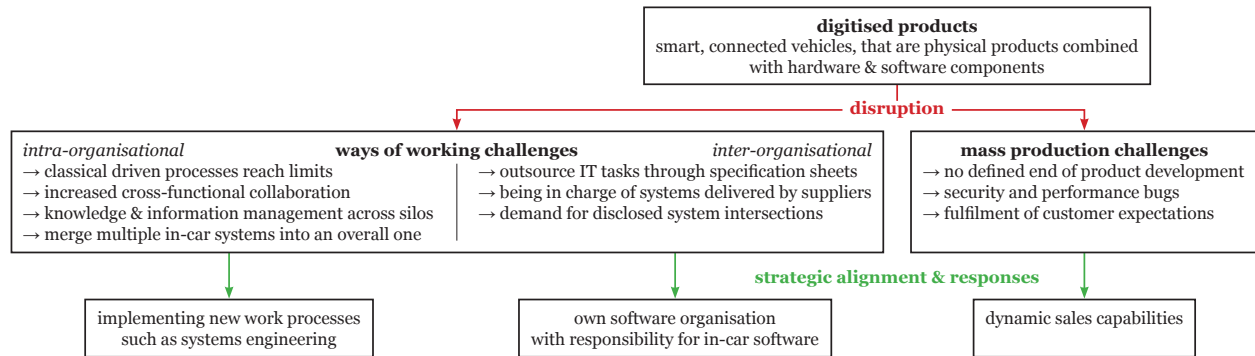 digitised products
smart, connected vehicles, that are physical products combined
with hardware & software components
disruption
intra-organisational
ways of working challenges
inter-organisational
→ classical driven processes reach limits
→ increased cross-functional collaboration
→ knowledge & information management across silos
→ merge multiple in-car systems into an overall one
→ outsource IT tasks through specification sheets
→ being in charge of systems delivered by suppliers
→ demand for disclosed system intersections
mass production challenges
→ no defined end of product development
→ security and performance bugs
→ fulfilment of customer expectations
strategic alignment & responses
implementing new work processes
such as systems engineering
own software organisation
with responsibility for in-car software
dynamic sales capabilities